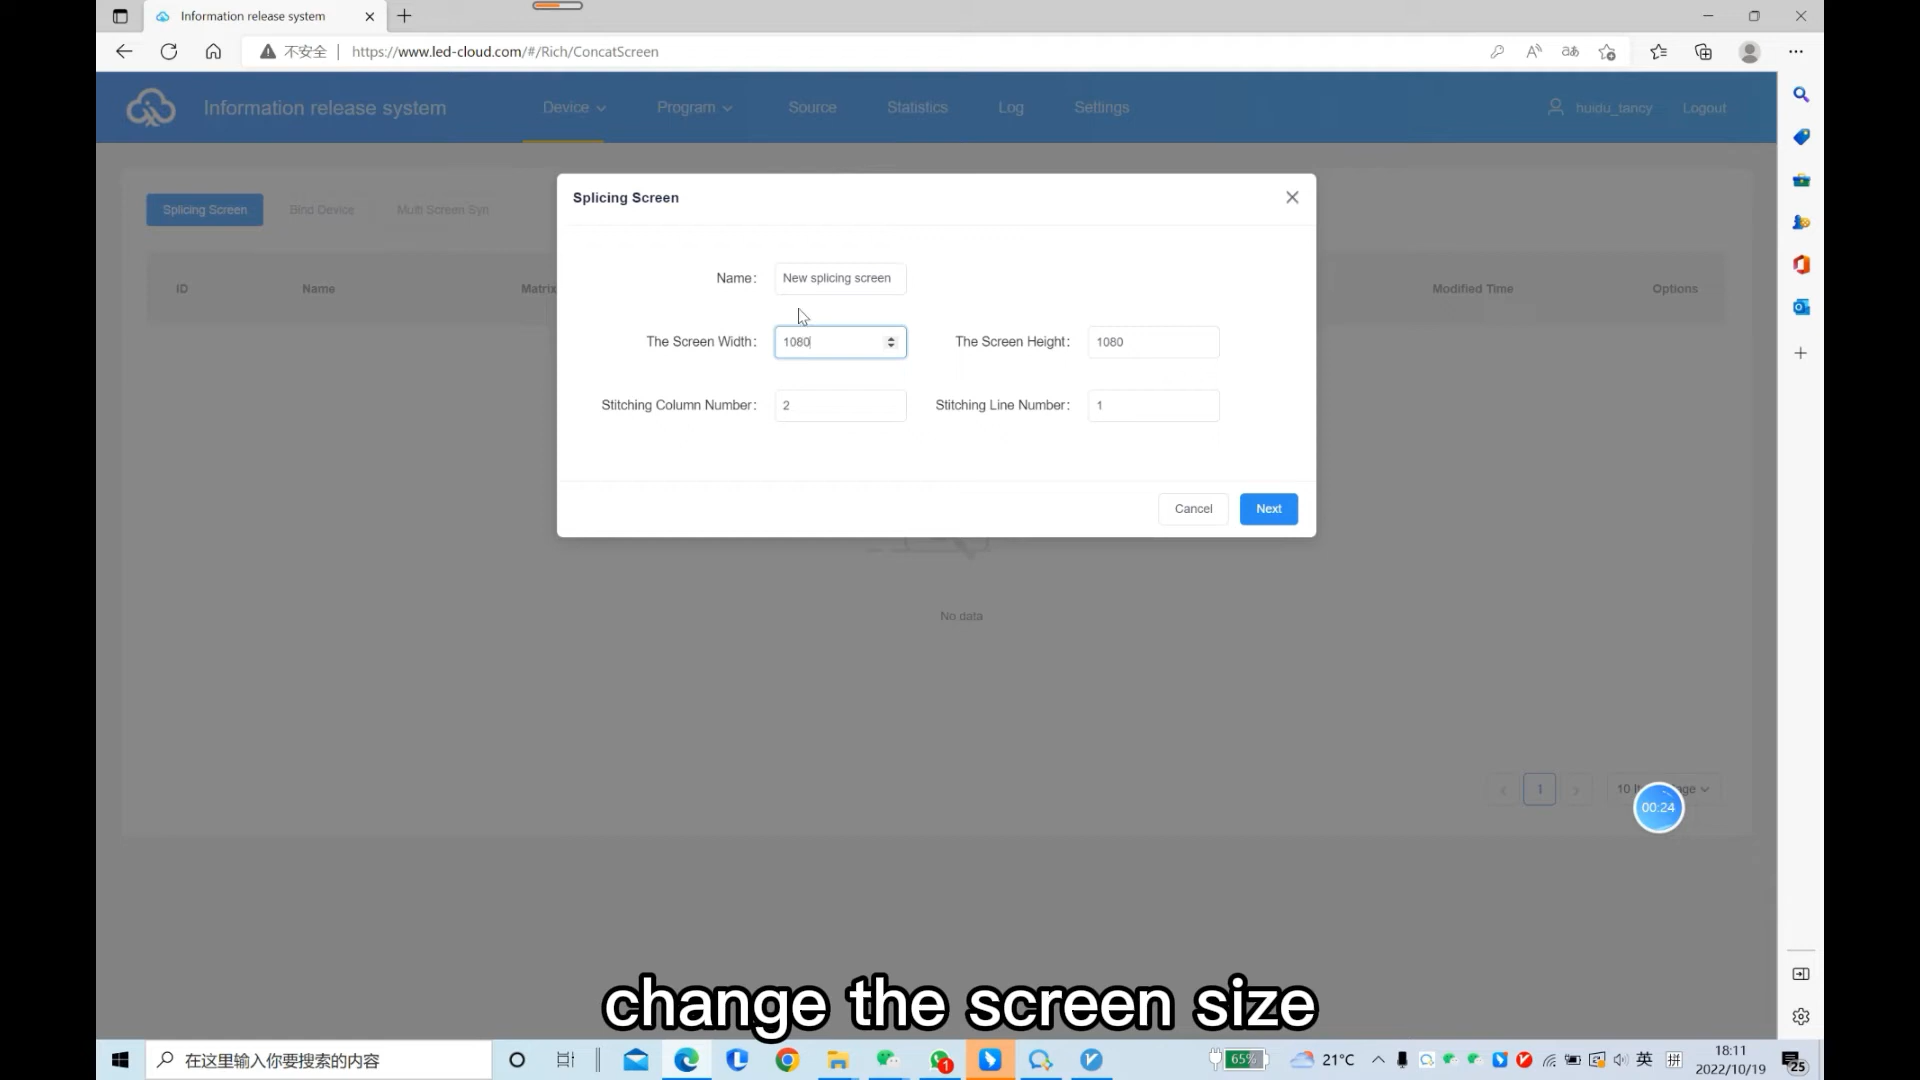 Information release system
不安全 | https://www.led-cloud.com/#/Rich/ConcatScreen
Information release system
Device
Program
Source
Statistics
Log
Settings
huidu_tancy
Logout
Splicing Screen
Bind Device
Multi Screen Syn
Splicing Screen
ID
Name
Matrix
Modified Time
Options
Name:
New splicing screen
The Screen Width:
1080
The Screen Height:
1080
Stitching Column Number:
2
Stitching Line Number:
1
Cancel
Next
No data
1
00:24
change the screen size
在这里输入你要搜索的内容
65%
21°C
英
拼
18:11
2022/10/19
25